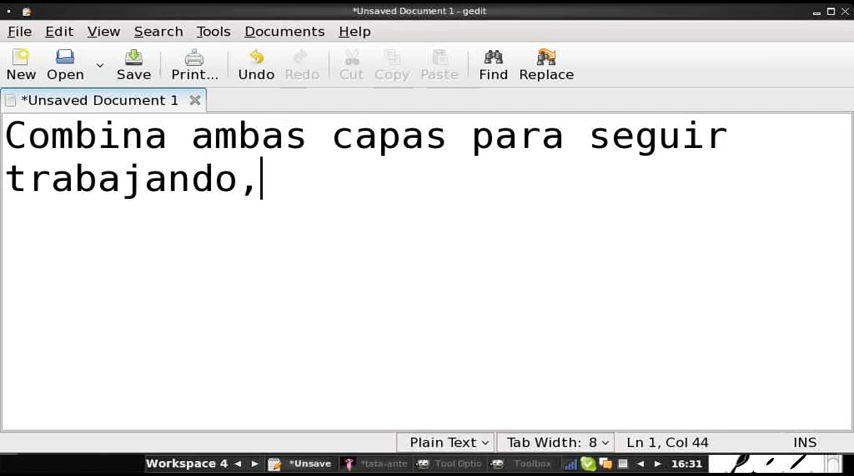 *Unsaved Document 1 - gedit
File Edit View Search Tools Documents Help
New Open Save Print... Undo Redo Cut Copy Paste Find Replace
*Unsaved Document 1
Combina ambas capas para seguir
trabajando,
Plain Text Tab Width: 8 Ln 1, Col 44 INS
Workspace 4 *Unsave *tata-ante Tool Optio Toolbox 16:31